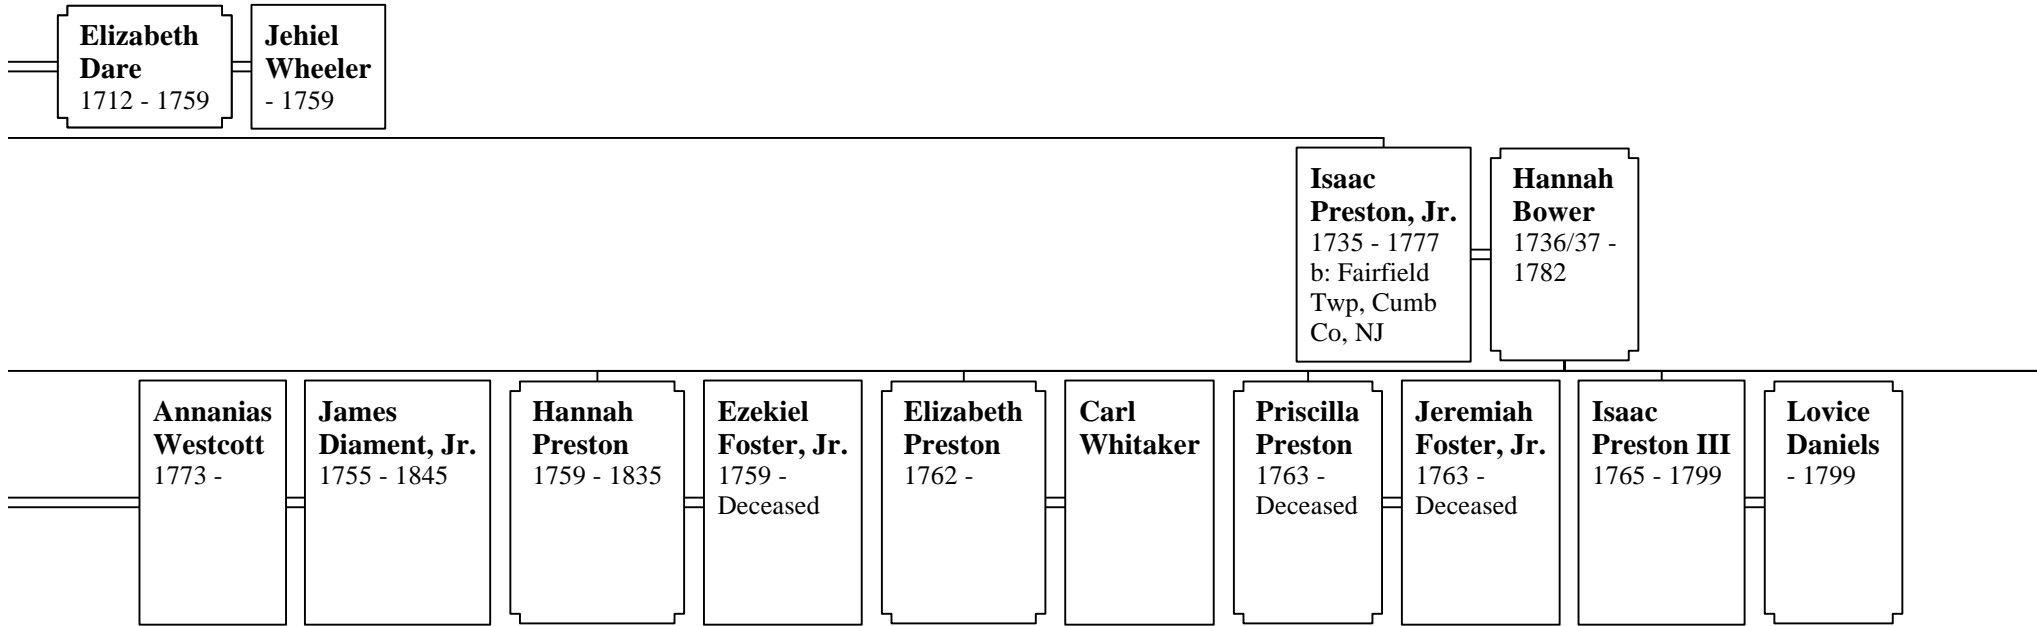 Elizabeth
Dare
1712 - 1759
Jehiel
Wheeler
- 1759
Isaac
Preston, Jr.
1735 - 1777
b: Fairfield
Twp, Cumb
Co, NJ
Hannah
Bower
1736/37 -
1782
Annanias
Westcott
1773 -
James
Diament, Jr.
1755 - 1845
Hannah
Preston
1759 - 1835
Ezekiel
Foster, Jr.
1759 -
Deceased
Elizabeth
Preston
1762 -
Carl
Whitaker
Priscilla
Preston
1763 -
Deceased
Jeremiah
Foster, Jr.
1763 -
Deceased
Isaac
Preston III
1765 - 1799
Lovice
Daniels
- 1799